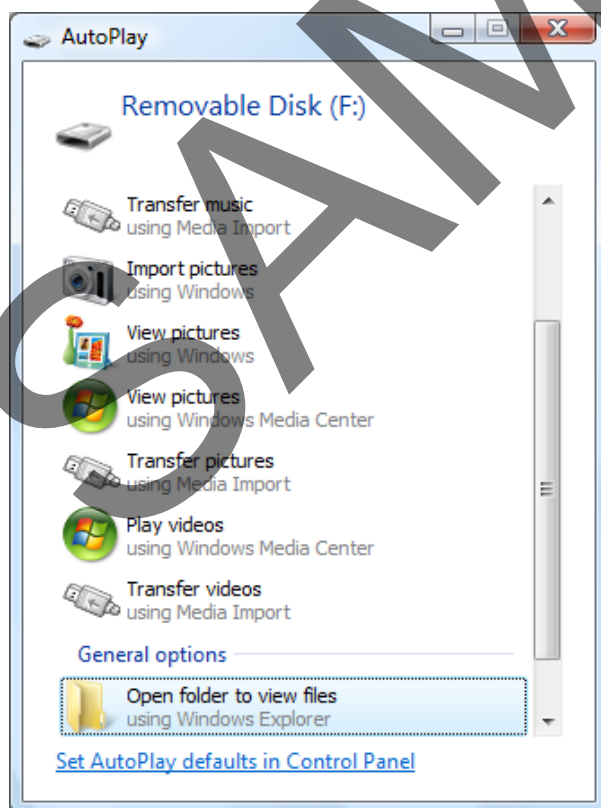 AutoPlay
Removable Disk (F:)
Transfer music
using Media Import
Import pictures
using Windows
View pictures
using Windows
View pictures
using Windows Media Center
Transfer pictures
using Media Import
Play videos
using Windows Media Center
Transfer videos
using Media Import
General options
Open folder to view files
using Windows Explorer
Set AutoPlay defaults in Control Panel
SAM